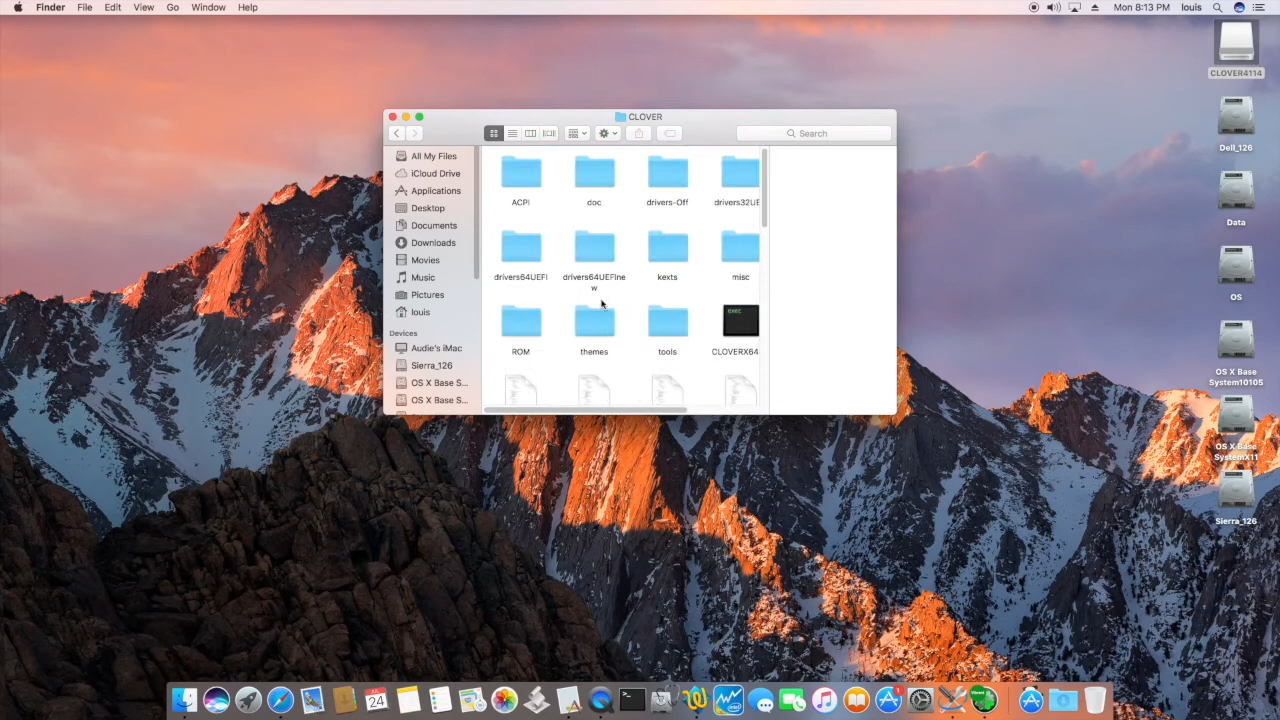 Finder File Edit View Go Window Help
Mon 8:13 PM louis
CLOVER
Search
All My Files
iCloud Drive
Applications
Desktop
Documents
Downloads
Movies
Music
Pictures
louis
Devices
Audie's iMac
Sierra_126
OS X Base S...
OS X Base S...
ACPI doc drivers-Off drivers32UE
drivers64UEFI drivers64UEFIne
w
kexts misc
ROM themes tools CLOVERX64
exec
CLOVER4114
Dell_126
Data
OS
OS X Base
System10105
OS X Base
SystemX11
Sierra_126
24